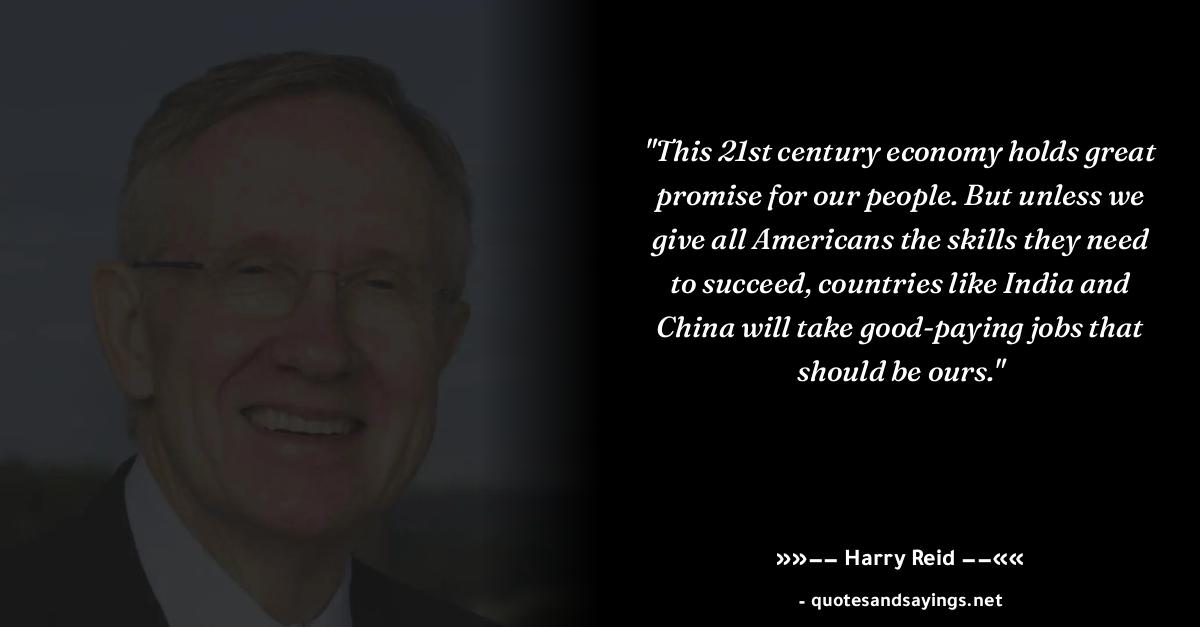 "This 21st century economy holds great
promise for our people. But unless we
give all Americans the skills they need
to succeed, countries like India and
China will take good-paying jobs that
should be ours."
»»–– Harry Reid ––««
- quotesandsayings.net